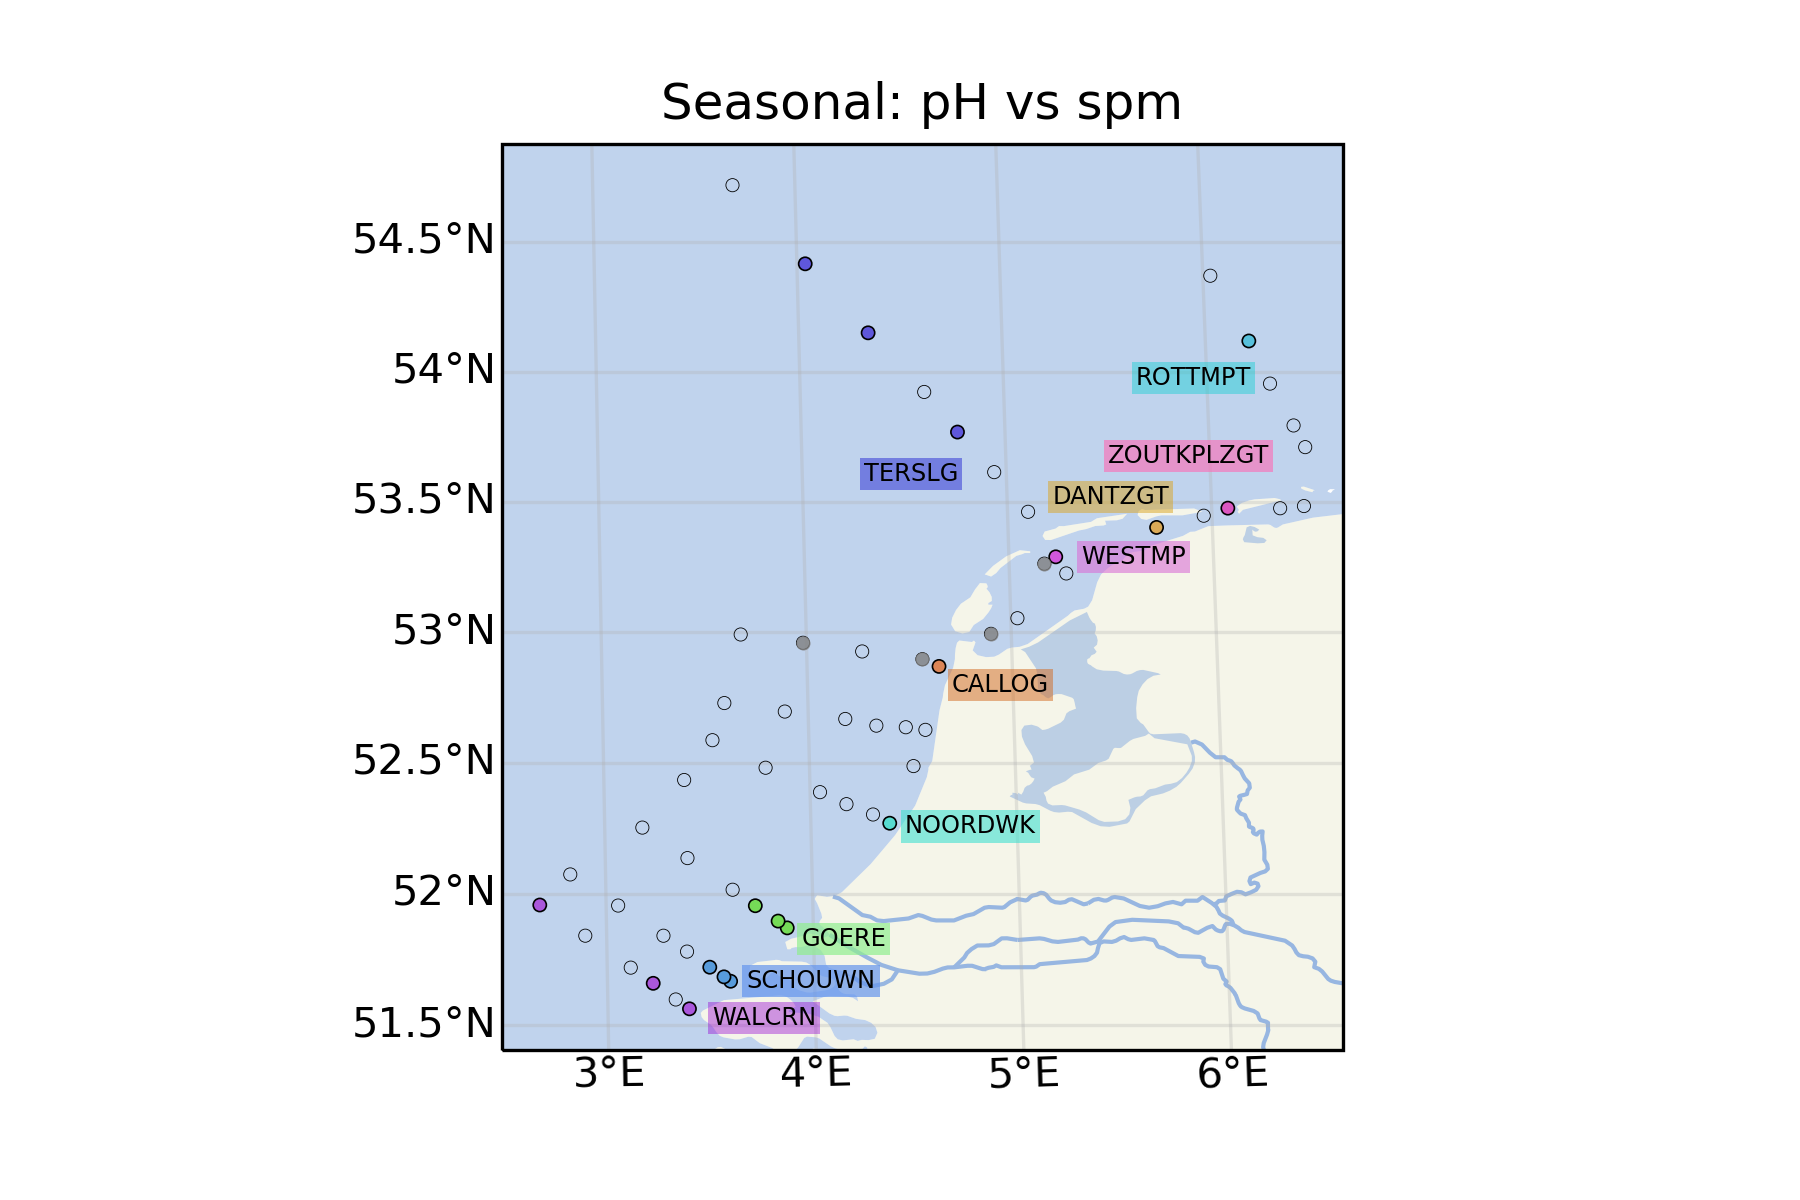 Seasonal: pH vs spm
54.5°N
54°N
ROTTMPT
ZOUTKPLZGT
TERSLG
53.5°N
DANTZGT
WESTMP
53°N
CALLOG
52.5°N
NOORDWK
52°N
GOERE
SCHOUWN
WALCRN
51.5°N
3°E
4°E
5°E
6°E